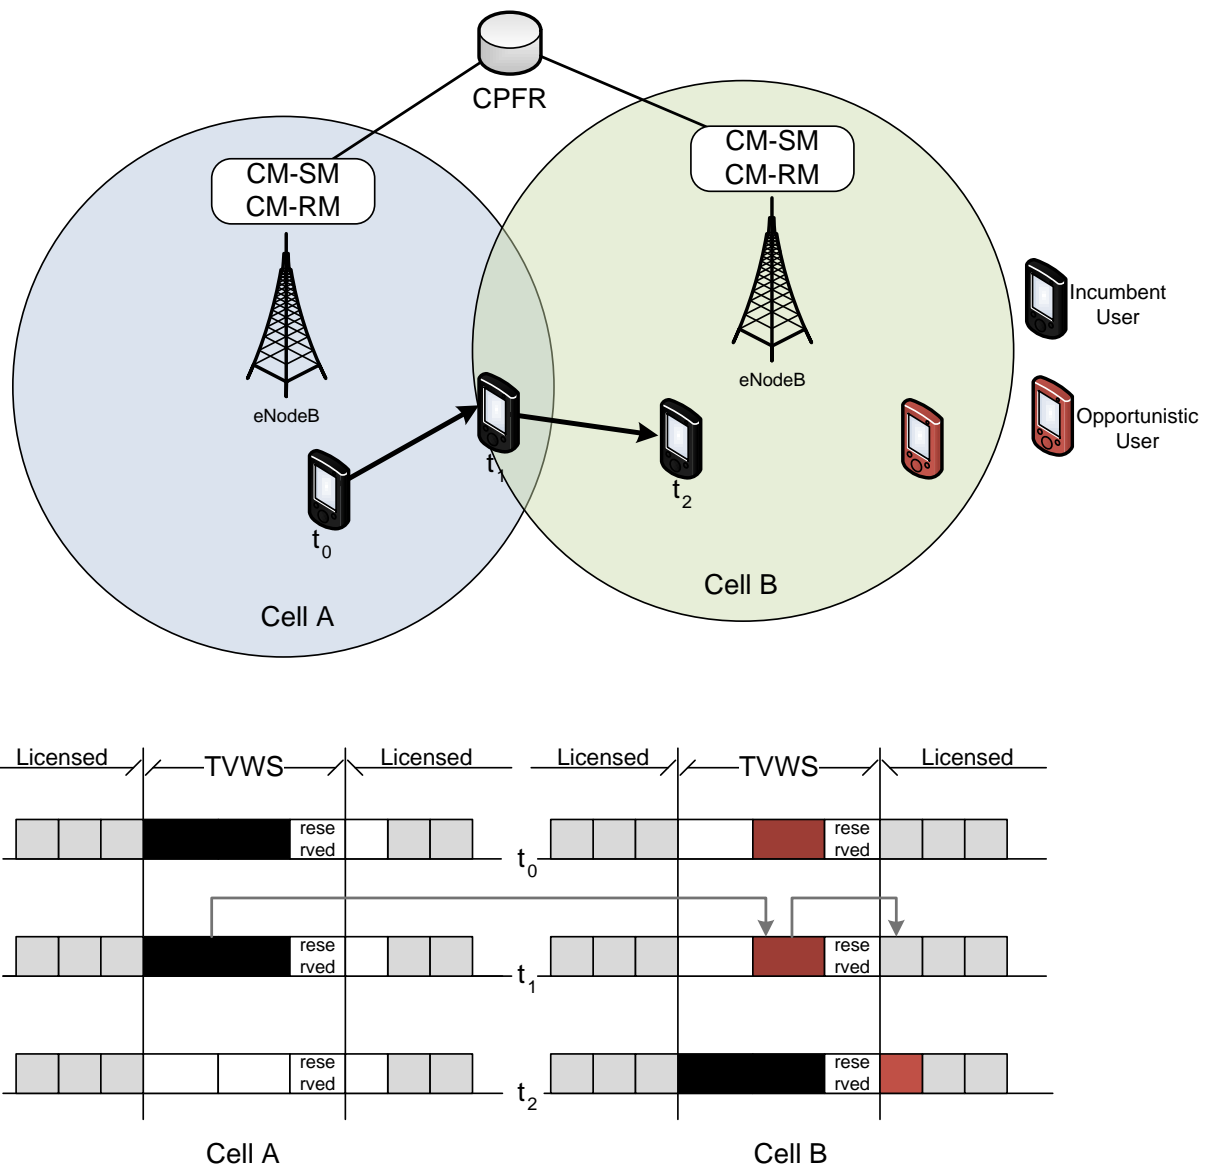 CPFR
CM-SM
CM-RM
CM-SM
CM-RM
eNodeB
eNodeB
Incumbent
User
Opportunistic
User
t0
t1
t2
Cell A
Cell B
Licensed
TVWS
Licensed
Licensed
TVWS
Licensed
rese
rved
t0
rese
rved
rese
rved
t1
rese
rved
rese
rved
t2
rese
rved
Cell A
Cell B